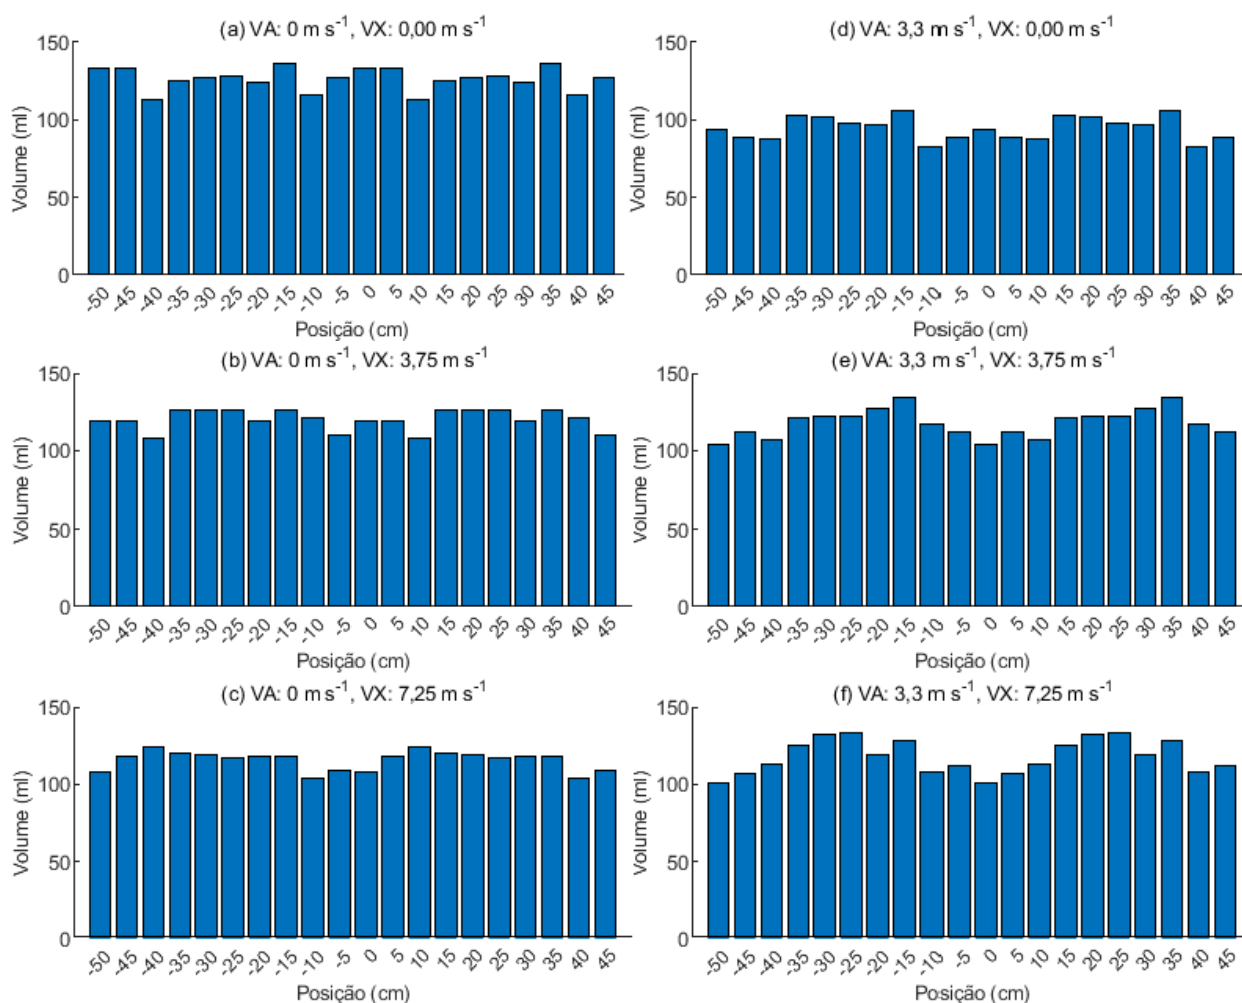 (a) VA: 0 m s⁻¹, VX: 0,00 m s⁻¹
Volume (ml)
150
100
50
0
-50 -45 -40 -35 -30 -25 -20 -15 -10 -5 0 5 10 15 20 25 30 35 40 45
Posição (cm)
(d) VA: 3,3 m s⁻¹, VX: 0,00 m s⁻¹
Volume (ml)
150
100
50
0
-50 -45 -40 -35 -30 -25 -20 -15 -10 -5 0 5 10 15 20 25 30 35 40 45
Posição (cm)
(b) VA: 0 m s⁻¹, VX: 3,75 m s⁻¹
Volume (ml)
150
100
50
0
-50 -45 -40 -35 -30 -25 -20 -15 -10 -5 0 5 10 15 20 25 30 35 40 45
Posição (cm)
(e) VA: 3,3 m s⁻¹, VX: 3,75 m s⁻¹
Volume (ml)
150
100
50
0
-50 -45 -40 -35 -30 -25 -20 -15 -10 -5 0 5 10 15 20 25 30 35 40 45
Posição (cm)
(c) VA: 0 m s⁻¹, VX: 7,25 m s⁻¹
Volume (ml)
150
100
50
0
-50 -45 -40 -35 -30 -25 -20 -15 -10 -5 0 5 10 15 20 25 30 35 40 45
Posição (cm)
(f) VA: 3,3 m s⁻¹, VX: 7,25 m s⁻¹
Volume (ml)
150
100
50
0
-50 -45 -40 -35 -30 -25 -20 -15 -10 -5 0 5 10 15 20 25 30 35 40 45
Posição (cm)